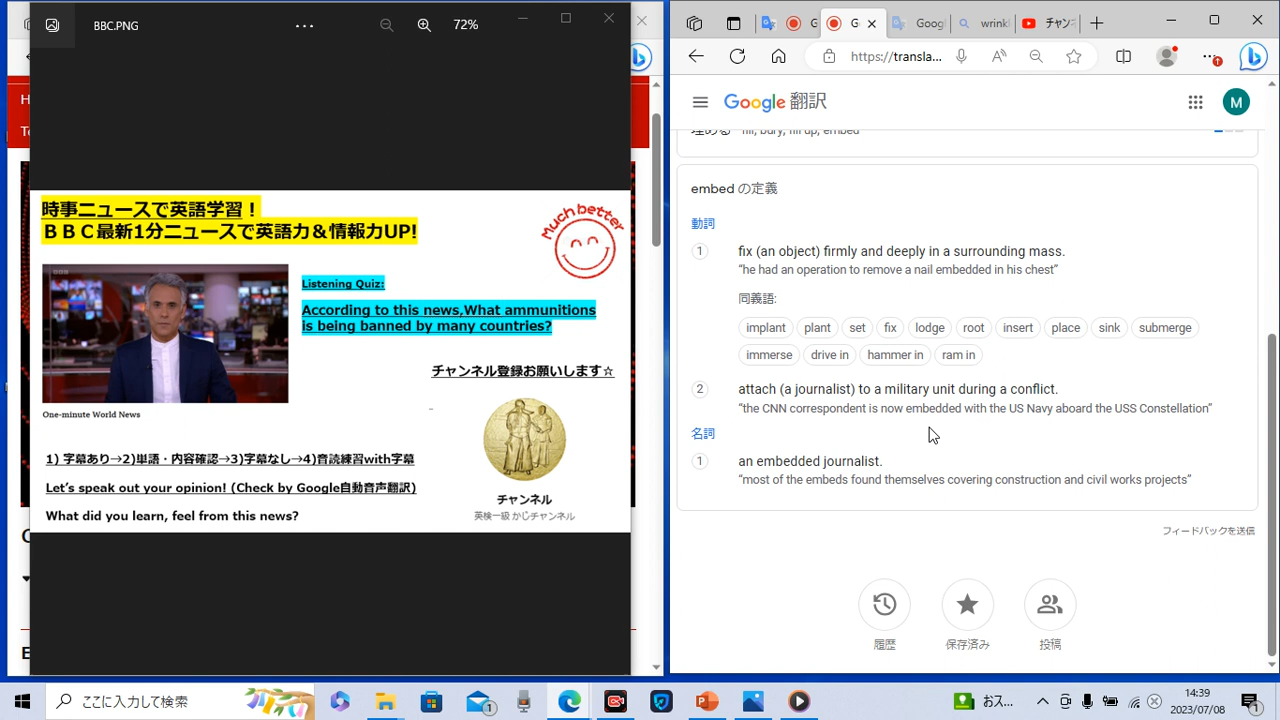 BBC.PNG
72%
時事ニュースで英語学習！
ＢＢＣ最新1分ニュースで英語力＆情報力UP!
Much better
Listening Quiz:
According to this news,What ammunitions
is being banned by many countries?
チャンネル登録お願いします☆
One-minute World News
1) 字幕あり→2)単語・内容確認→3)字幕なし→4)音読練習with字幕
Let's speak out your opinion! (Check by Google自動音声翻訳)
What did you learn, feel from this news?
チャンネル
英検一級 かじチャンネル
G
G
Googl
wrinkl
チャン
https://transla...
Google 翻訳
M
埋める fill, bury, fill up, embed
embed の定義
動詞
1 fix (an object) firmly and deeply in a surrounding mass.
“he had an operation to remove a nail embedded in his chest”
同義語:
implant plant set fix lodge root insert place sink submerge
immerse drive in hammer in ram in
2 attach (a journalist) to a military unit during a conflict.
“the CNN correspondent is now embedded with the US Navy aboard the USS Constellation”
名詞
1 an embedded journalist.
“most of the embeds found themselves covering construction and civil works projects”
フィードバックを送信
履歴 保存済み 投稿
ここに入力して検索
1
お天...
14:39
2023/07/08
1